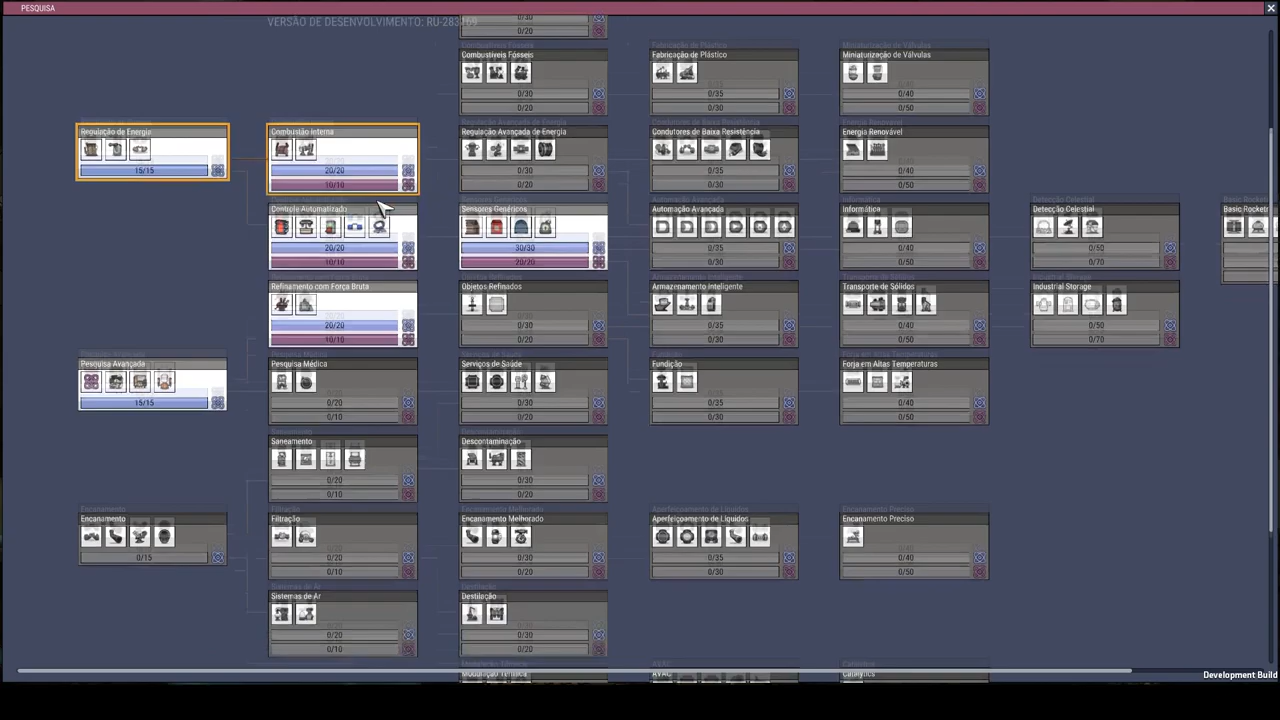 PESQUISA
VERSÃO DE DESENVOLVIMENTO: RU-283269
0/20
Combustíveis Fósseis
0/30
0/20
Fabricação de Plástico
0/35
0/30
Miniaturização de Válvulas
0/40
0/50
Regulação de Energia
15/15
Combustão Interna
20/20
10/10
Regulação Avançada de Energia
0/30
0/20
Condutores de Baixa Resistência
0/35
0/30
Energia Renovável
0/40
0/50
Controle Automatizado
20/20
10/10
Sensores Genéricos
30/30
20/20
Automação Avançada
0/35
0/30
Informática
0/40
0/50
Detecção Celestial
0/50
0/70
Basic Rocketr
Refinamento com Força Bruta
20/20
10/10
Objetos Refinados
0/30
0/20
Armazenamento Inteligente
0/35
0/30
Transporte de Sólidos
0/40
0/50
Industrial Storage
0/50
0/70
Pesquisa Avançada
15/15
Pesquisa Médica
0/20
0/10
Serviços de Saúde
0/30
0/20
Fundição
0/35
0/30
Forja em Altas Temperaturas
0/40
0/50
Saneamento
0/20
0/10
Descontaminação
0/30
0/20
Encanamento
0/15
Filtração
0/20
0/10
Encanamento Melhorado
0/30
0/20
Aperfeiçoamento de Líquidos
0/35
0/30
Encanamento Preciso
0/40
0/50
Sistemas de Ar
0/20
0/10
Destilação
0/30
0/20
Modulação Térmica
AVAC
Catalytics
Development Build